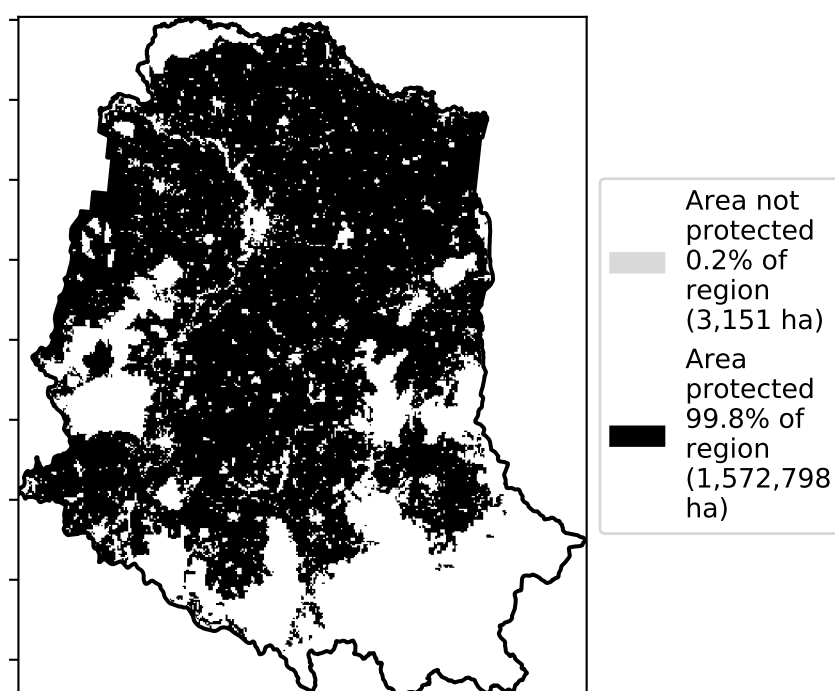 Area not
protected
0.2% of
region
(3,151 ha)
Area
protected
99.8% of
region
(1,572,798
ha)